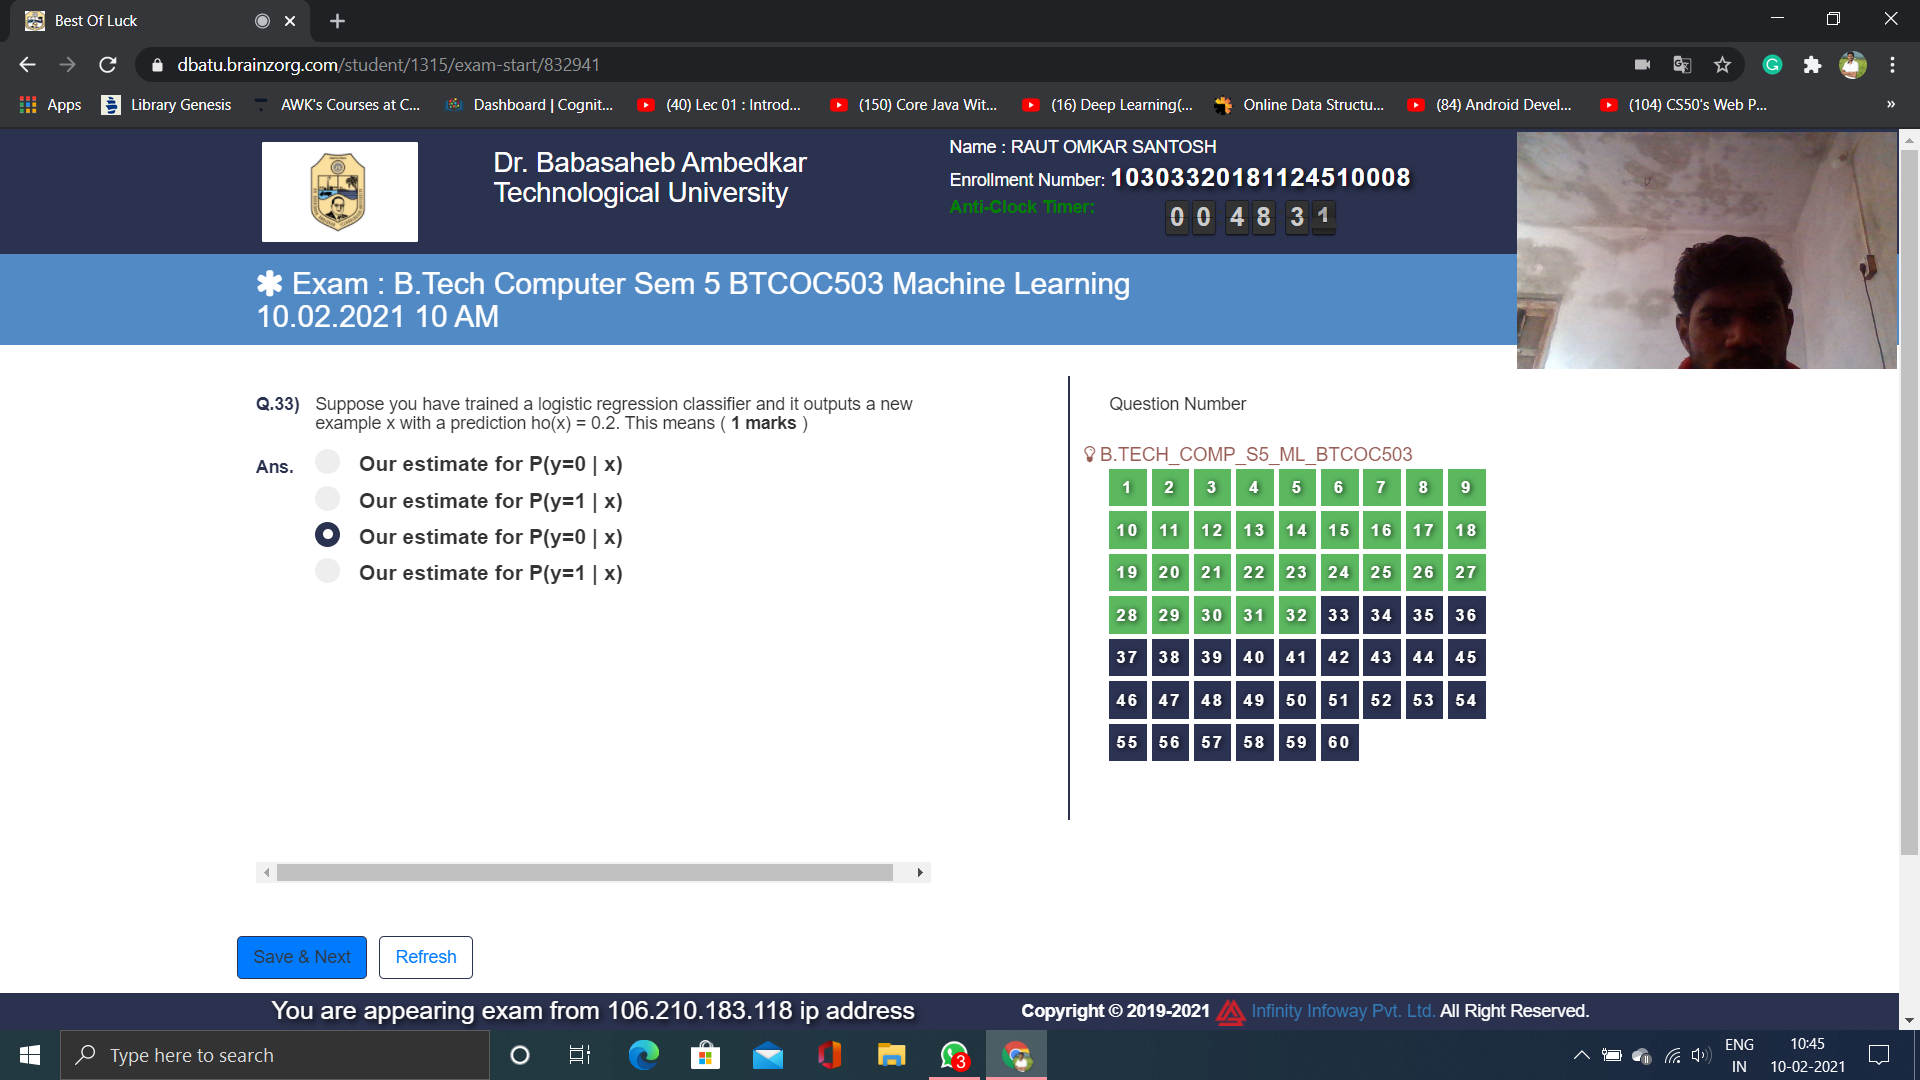 Best Of Luck
dbatu.brainzorg.com/student/1315/exam-start/832941
Apps
Library Genesis
AWK's Courses at C...
Dashboard | Cognit...
(40) Lec 01 : Introd...
(150) Core Java Wit...
(16) Deep Learning(...
Online Data Structu...
(84) Android Devel...
(104) CS50's Web P...
»
Dr. Babasaheb Ambedkar
Technological University
Name : RAUT OMKAR SANTOSH
Enrollment Number: 10303320181124510008
Anti-Clock Timer:
00 48 31
✱ Exam : B.Tech Computer Sem 5 BTCOC503 Machine Learning
10.02.2021 10 AM
Q.33) Suppose you have trained a logistic regression classifier and it outputs a new
example x with a prediction ho(x) = 0.2. This means ( 1 marks )
Ans.
Our estimate for P(y=0 | x)
Our estimate for P(y=1 | x)
Our estimate for P(y=0 | x)
Our estimate for P(y=1 | x)
Question Number
B.TECH_COMP_S5_ML_BTCOC503
1 2 3 4 5 6 7 8 9
10 11 12 13 14 15 16 17 18
19 20 21 22 23 24 25 26 27
28 29 30 31 32 33 34 35 36
37 38 39 40 41 42 43 44 45
46 47 48 49 50 51 52 53 54
55 56 57 58 59 60
Save & Next
Refresh
You are appearing exam from 106.210.183.118 ip address
Copyright © 2019-2021 Infinity Infoway Pvt. Ltd. All Right Reserved.
Type here to search
3
ENG
IN
10:45
10-02-2021